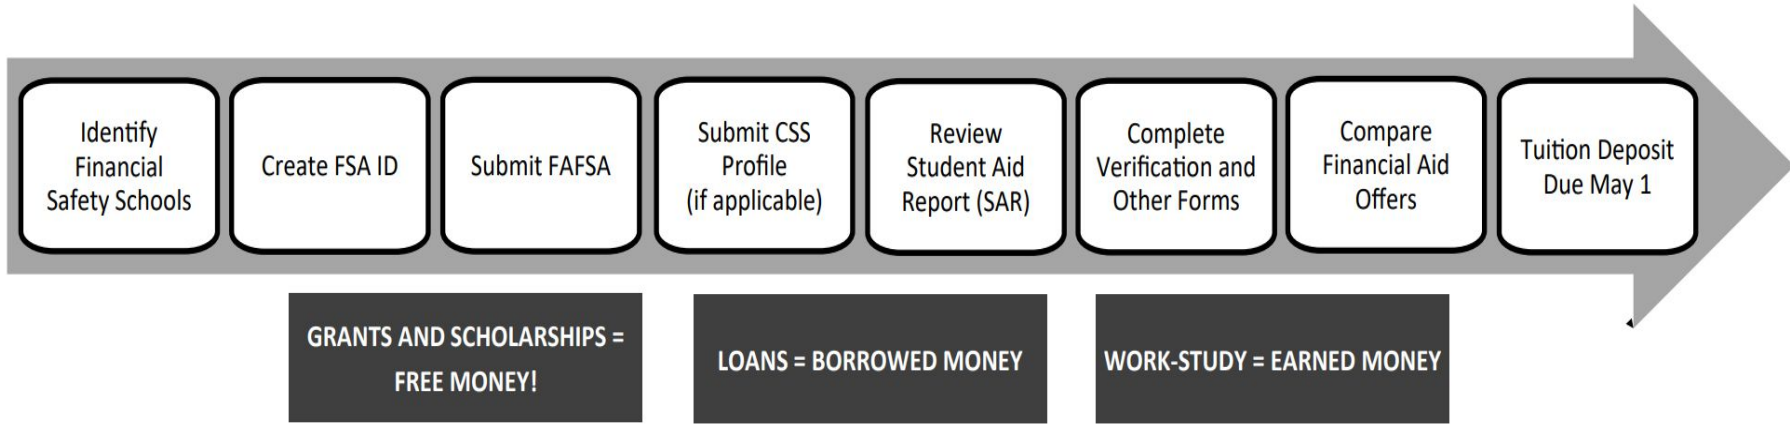 Identify
Financial
Safety Schools
Create FSA ID
Submit FAFSA
Submit CSS
Profile
(if applicable)
Review
Student Aid
Report (SAR)
Complete
Verification and
Other Forms
Compare
Financial Aid
Offers
Tuition Deposit
Due May 1
GRANTS AND SCHOLARSHIPS =
FREE MONEY!
LOANS = BORROWED MONEY
WORK-STUDY = EARNED MONEY